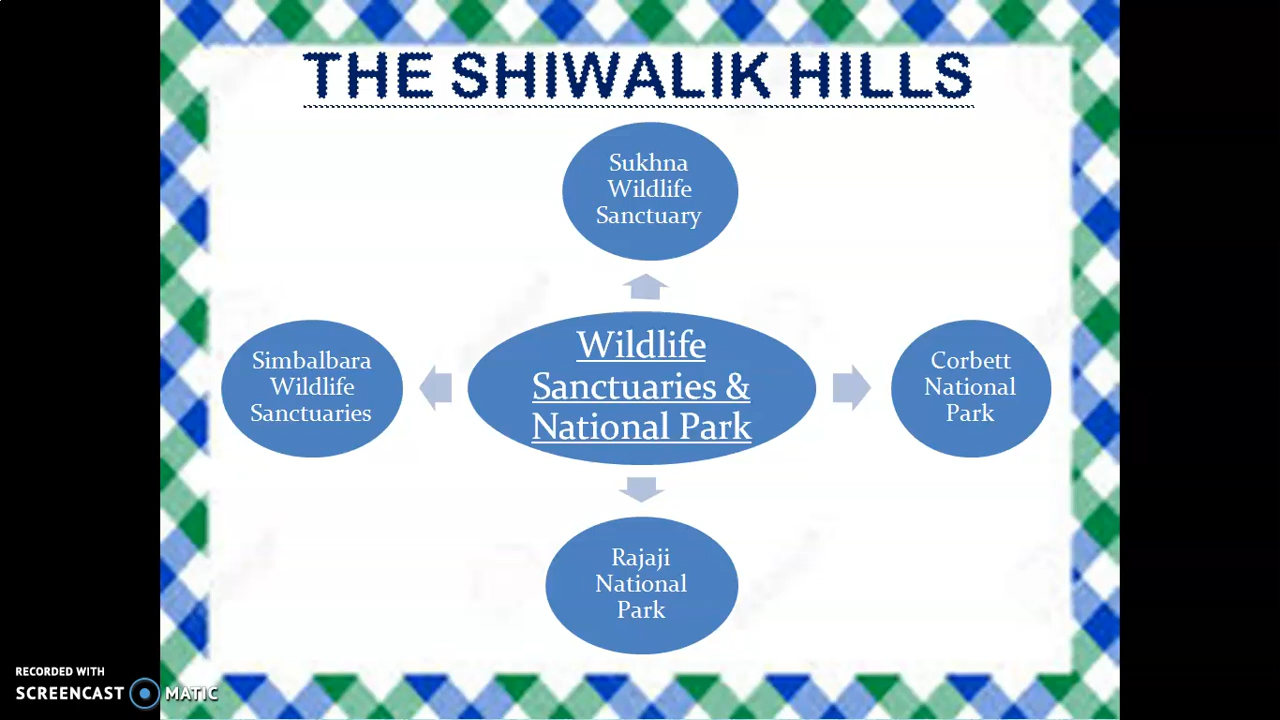 THE SHIWALIK HILLS
Sukhna
Wildlife
Sanctuary
Simbalbara
Wildlife
Sanctuaries
Wildlife
Sanctuaries &
National Park
Corbett
National
Park
Rajaji
National
Park
RECORDED WITH
SCREENCAST MATIC